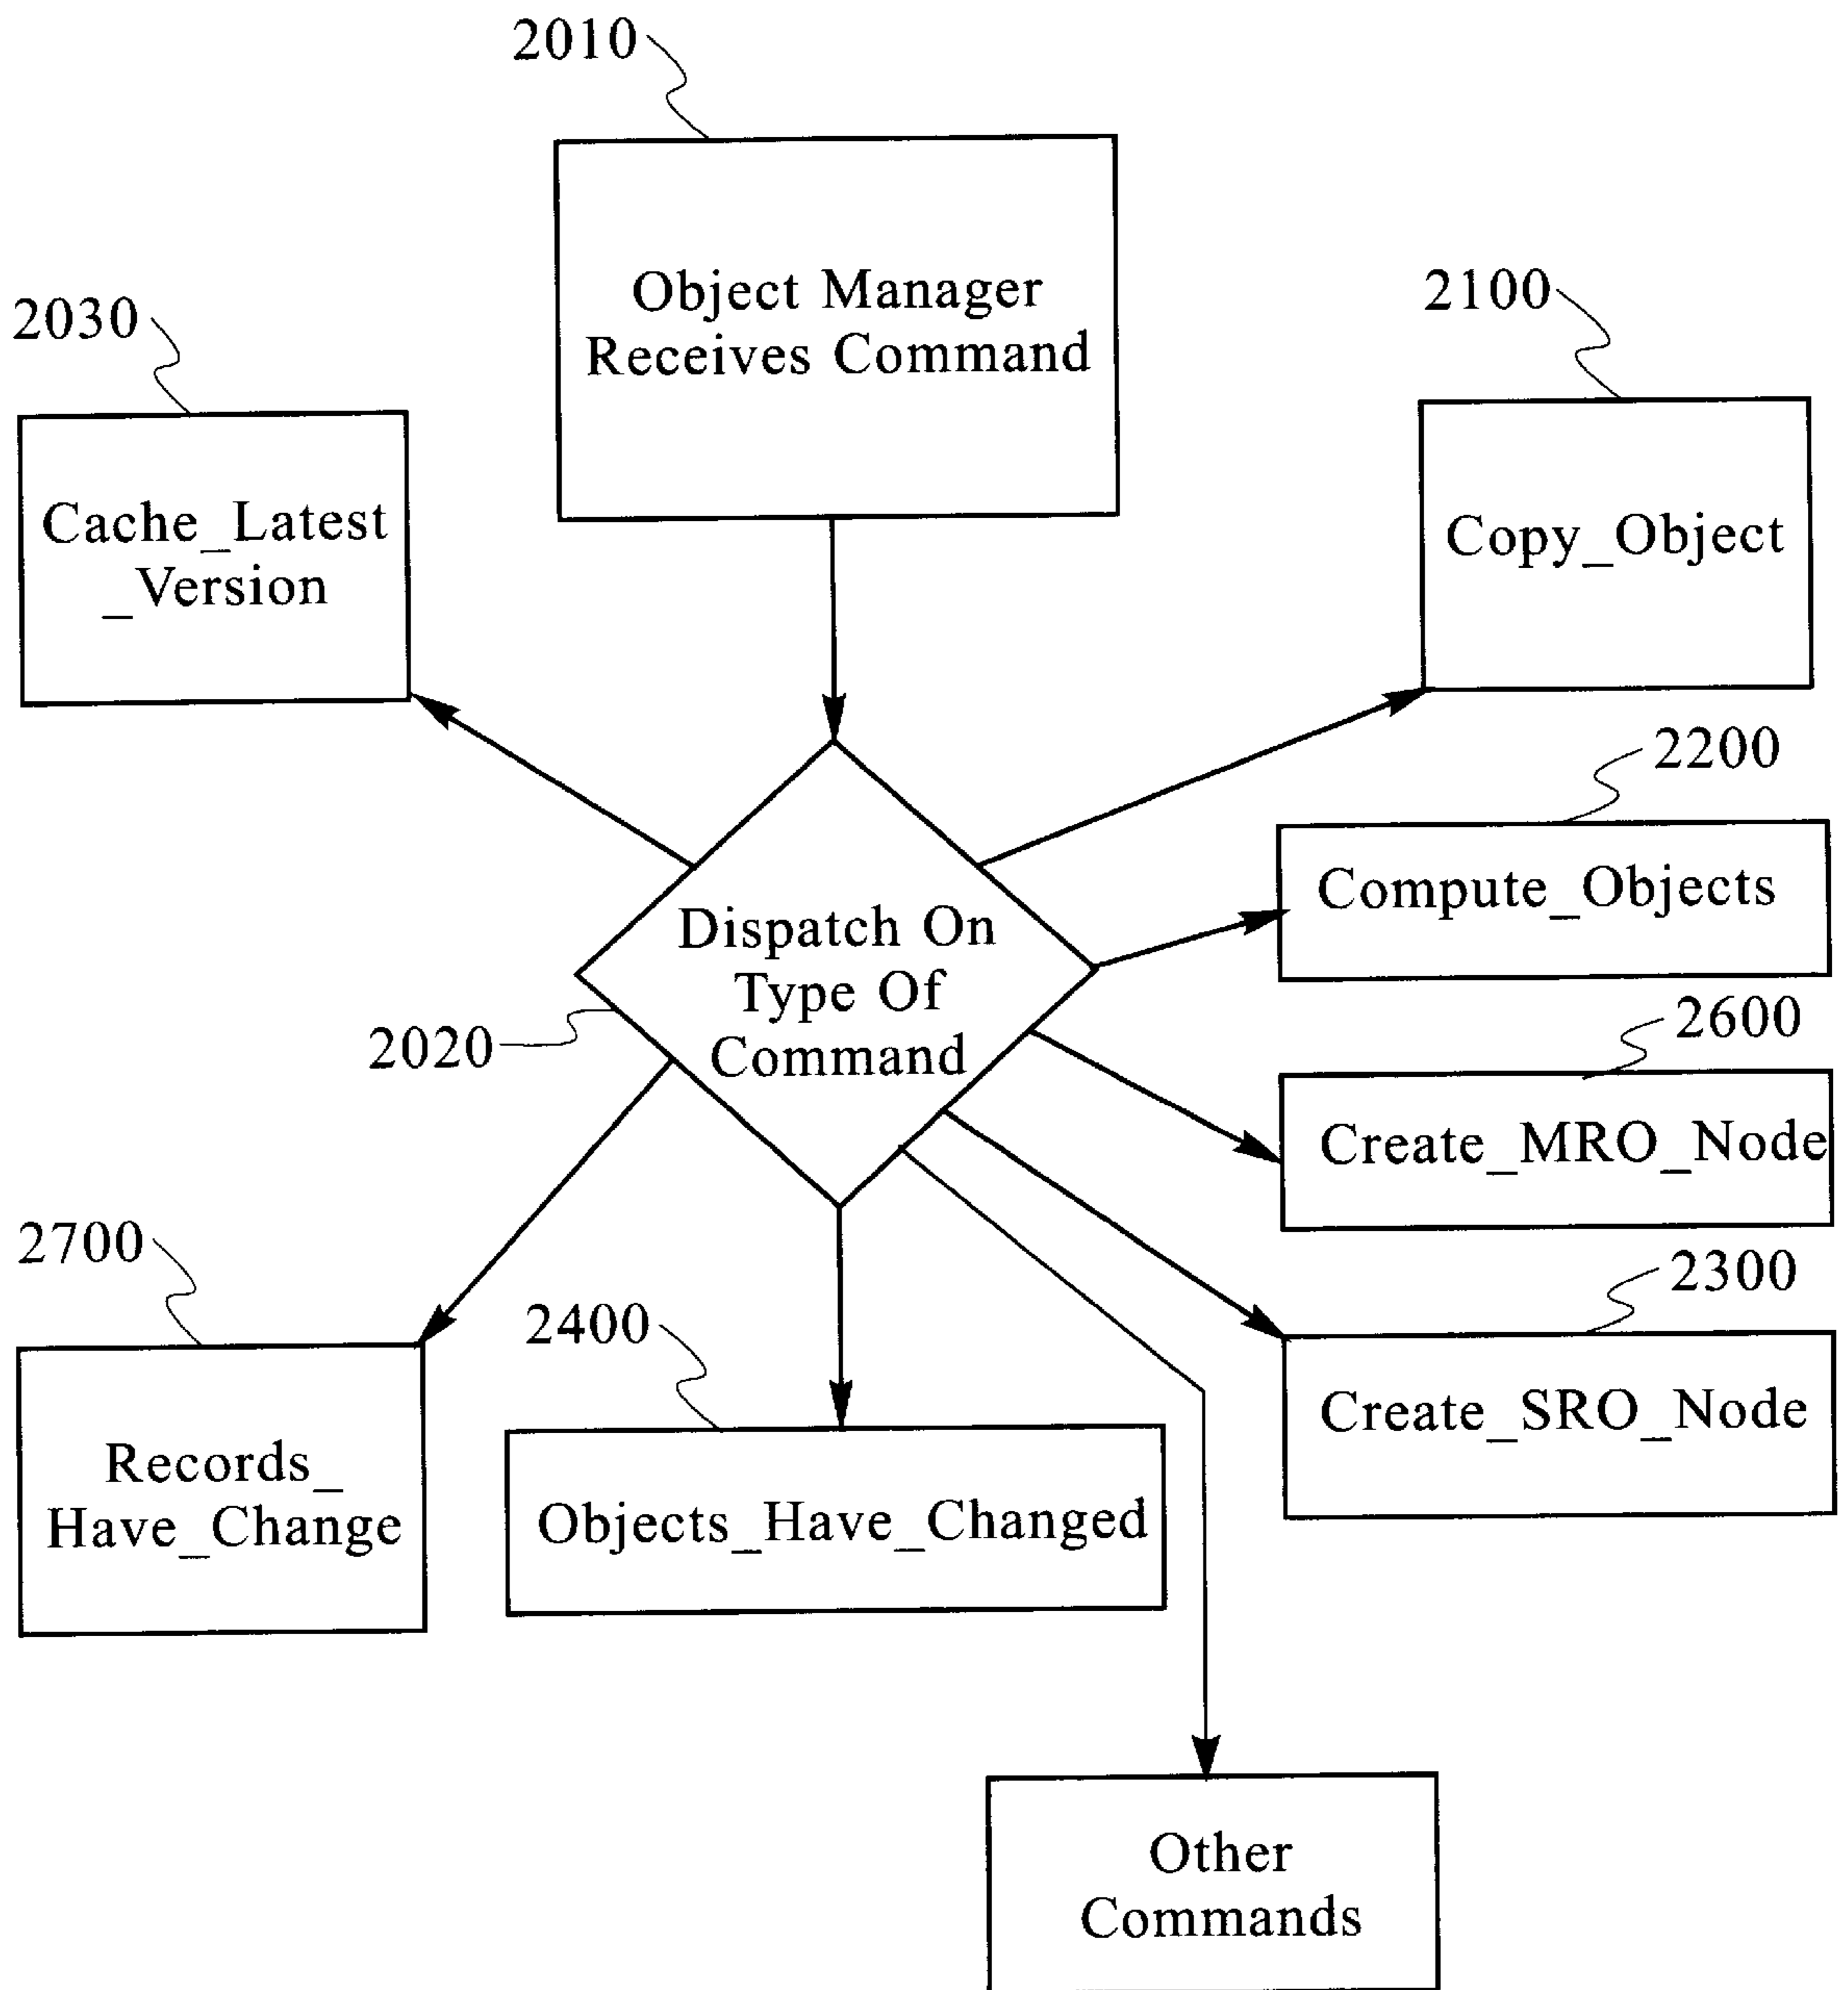 2010
Object Manager
Receives Command
2030
Cache_Latest
_Version
2100
Copy_Object
2200
Compute_Objects
Dispatch On
Type Of
Command
2020
2600
Create_MRO_Node
2300
Create_SRO_Node
2700
Records_
Have_Change
2400
Objects_Have_Changed
Other
Commands